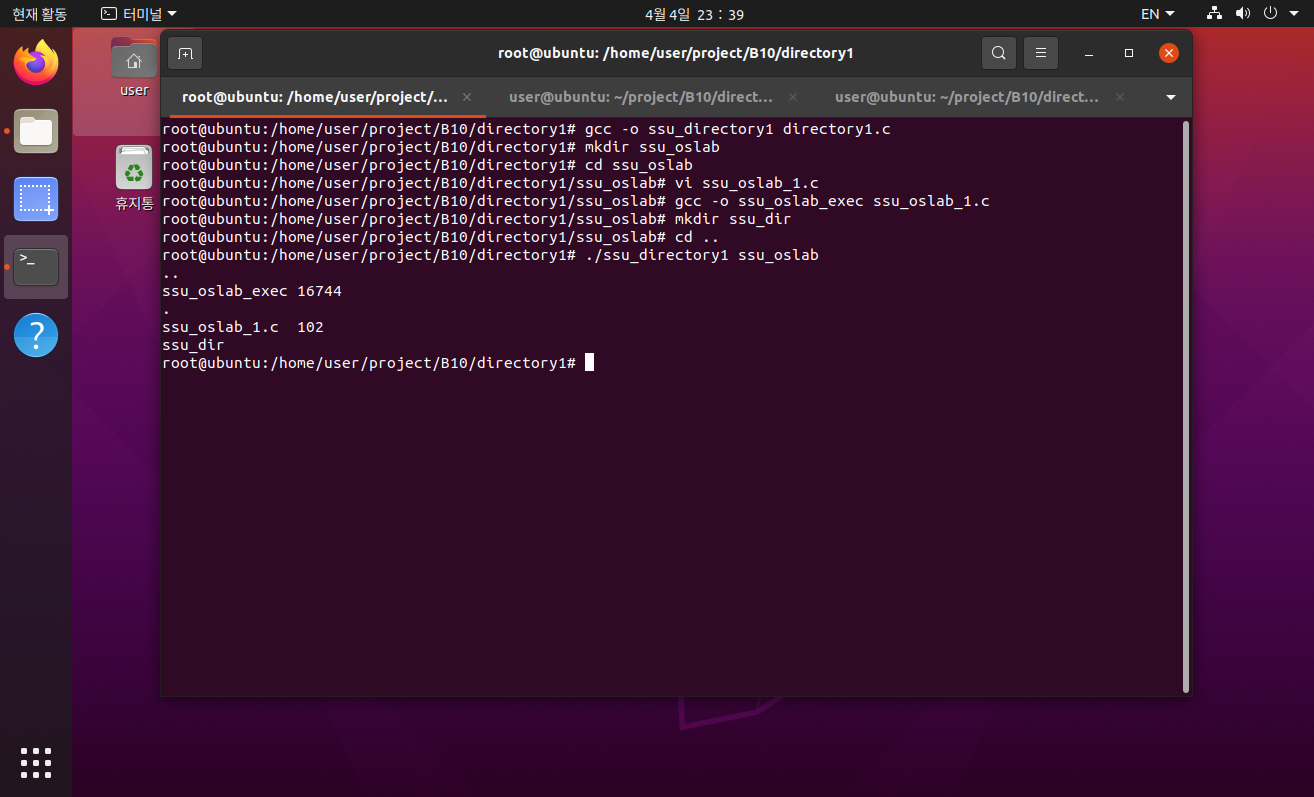 현재 활동 터미널 4월 4일 23 : 39 EN
root@ubuntu: /home/user/project/B10/directory1
root@ubuntu: /home/user/project/... user@ubuntu: ~/project/B10/direct... user@ubuntu: ~/project/B10/direct...
user
휴지통
root@ubuntu:/home/user/project/B10/directory1# gcc -o ssu_directory1 directory1.c
root@ubuntu:/home/user/project/B10/directory1# mkdir ssu_oslab
root@ubuntu:/home/user/project/B10/directory1# cd ssu_oslab
root@ubuntu:/home/user/project/B10/directory1/ssu_oslab# vi ssu_oslab_1.c
root@ubuntu:/home/user/project/B10/directory1/ssu_oslab# gcc -o ssu_oslab_exec ssu_oslab_1.c
root@ubuntu:/home/user/project/B10/directory1/ssu_oslab# mkdir ssu_dir
root@ubuntu:/home/user/project/B10/directory1/ssu_oslab# cd ..
root@ubuntu:/home/user/project/B10/directory1# ./ssu_directory1 ssu_oslab
..
ssu_oslab_exec 16744
.
ssu_oslab_1.c  102
ssu_dir
root@ubuntu:/home/user/project/B10/directory1#